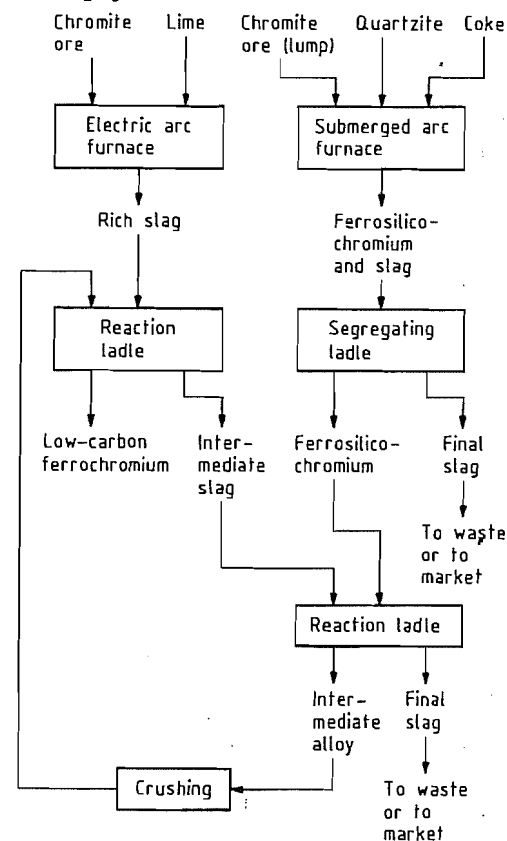 Chromite
ore
Lime
Chromite
ore (lump)
Quartzite
Coke
Electric arc
furnace
Submerged arc
furnace
Rich slag
Ferrosilico-
chromium
and slag
Reaction
ladle
Segregating
ladle
Low-carbon
ferrochromium
Inter-
mediate
slag
Ferrosilico-
chromium
Final
slag
To waste
or to
market
Reaction ladle
Inter-
mediate
alloy
Final
slag
Crushing
To waste
or to
market